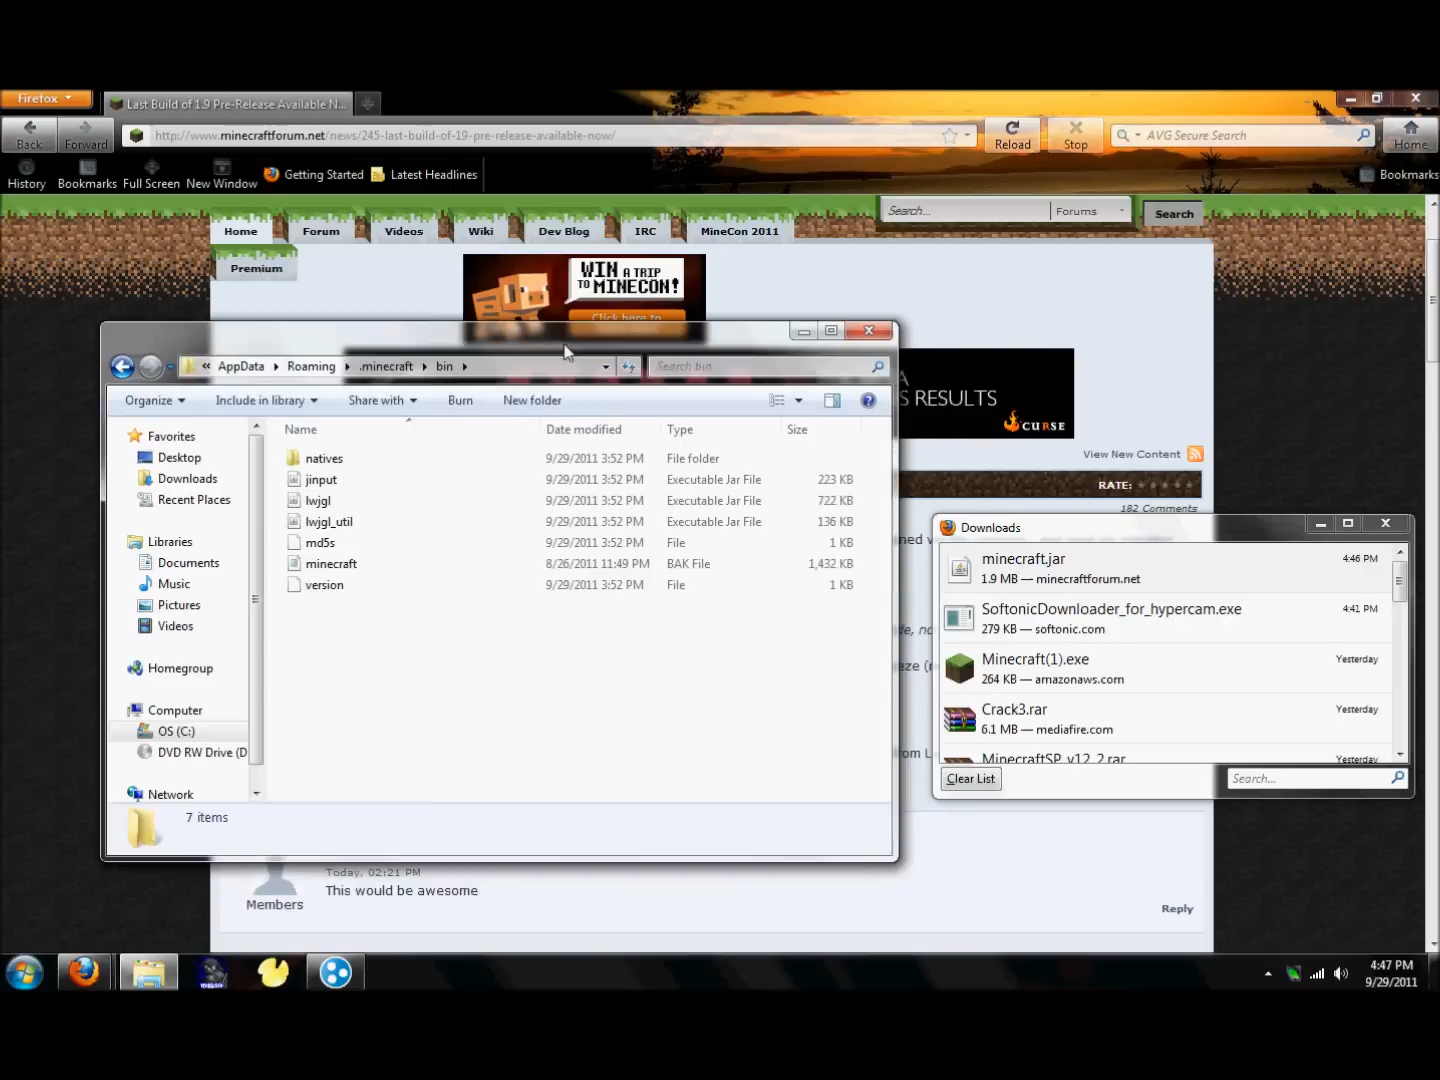 Firefox
Last Build of 1.9 Pre-Release Available N...
http://www.minecraftforum.net/news/245-last-build-of-19-pre-release-available-now/
AVG Secure Search
Back
Forward
Reload
Stop
Home
History
Bookmarks
Full Screen
New Window
Getting Started
Latest Headlines
Bookmarks
Search...
Forums
Search
Home
Forum
Videos
Wiki
Dev Blog
IRC
MineCon 2011
Premium
WIN A TRIP
TO MINECON!
Click here to
« AppData
Roaming
.minecraft
bin
Search bin
S RESULTS
CURSE
Organize
Include in library
Share with
Burn
New folder
View New Content
RATE:
182 Comments
Name
Date modified
Type
Size
natives 9/29/2011 3:52 PM File folder
jinput 9/29/2011 3:52 PM Executable Jar File 223 KB
lwjgl 9/29/2011 3:52 PM Executable Jar File 722 KB
lwjgl_util 9/29/2011 3:52 PM Executable Jar File 136 KB
md5s 9/29/2011 3:52 PM File 1 KB
minecraft 8/26/2011 11:49 PM BAK File 1,432 KB
version 9/29/2011 3:52 PM File 1 KB
Favorites
Desktop
Downloads
Recent Places
Libraries
Documents
Music
Pictures
Videos
Homegroup
Computer
OS (C:)
DVD RW Drive (D
Network
7 items
Downloads
minecraft.jar 4:46 PM
1.9 MB — minecraftforum.net
SoftonicDownloader_for_hypercam.exe 4:41 PM
279 KB — softonic.com
Minecraft(1).exe Yesterday
264 KB — amazonaws.com
Crack3.rar Yesterday
6.1 MB — mediafire.com
MinecraftSP_v12_2.rar Yesterday
Clear List
Search...
Today, 02:21 PM
This would be awesome
Members
Reply
4:47 PM
9/29/2011